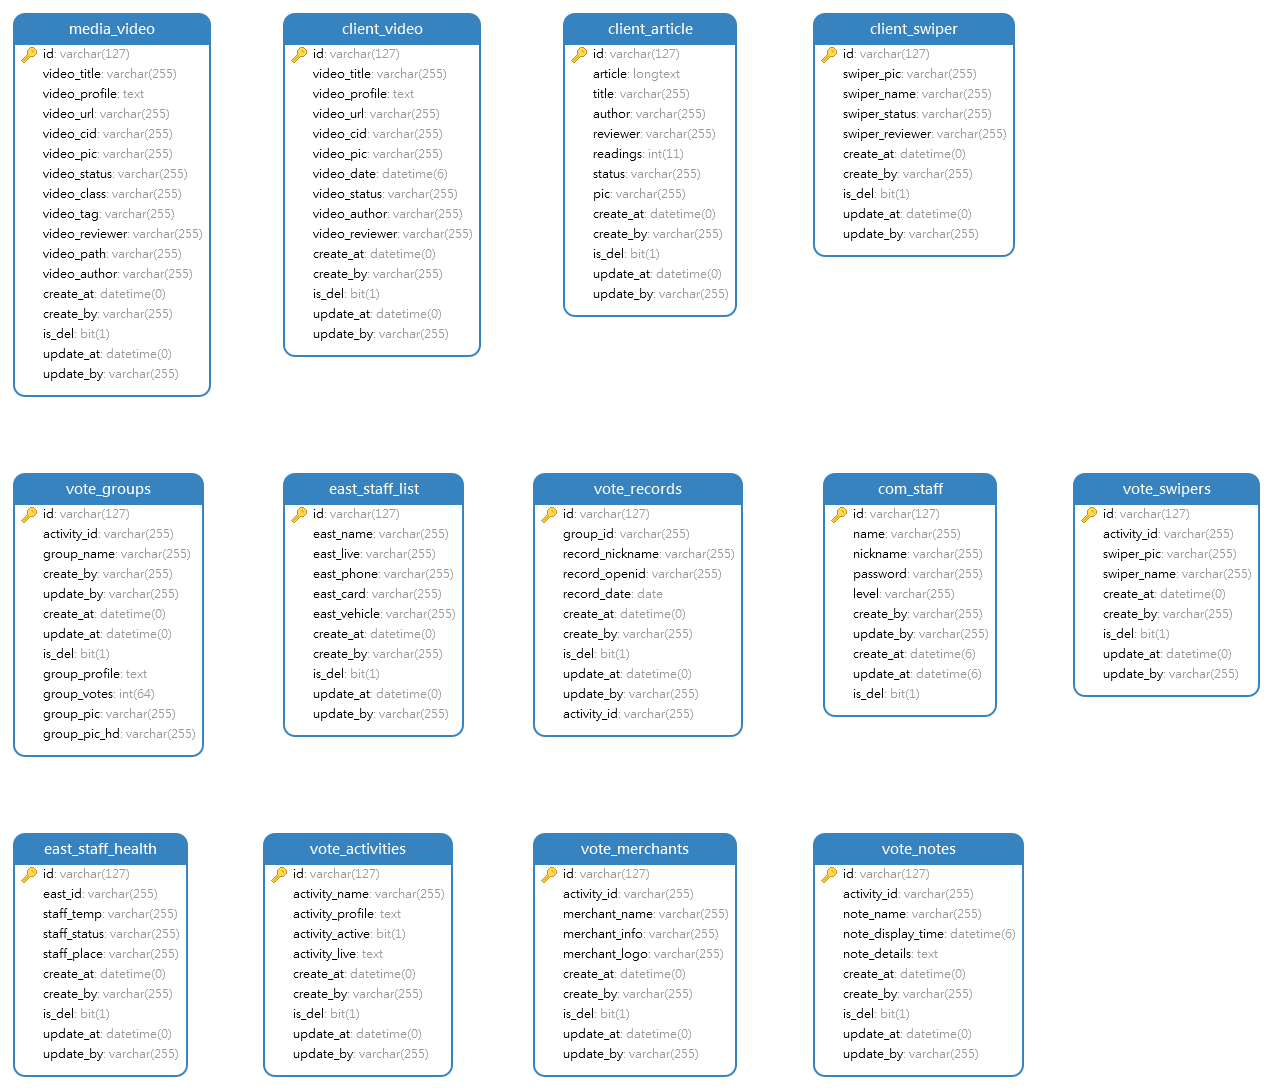 media_video
id: varchar(127)
video_title: varchar(255)
video_profile: text
video_url: varchar(255)
video_cid: varchar(255)
video_pic: varchar(255)
video_status: varchar(255)
video_class: varchar(255)
video_tag: varchar(255)
video_reviewer: varchar(255)
video_path: varchar(255)
video_author: varchar(255)
create_at: datetime(0)
create_by: varchar(255)
is_del: bit(1)
update_at: datetime(0)
update_by: varchar(255)
client_video
id: varchar(127)
video_title: varchar(255)
video_profile: text
video_url: varchar(255)
video_cid: varchar(255)
video_pic: varchar(255)
video_date: datetime(6)
video_status: varchar(255)
video_author: varchar(255)
video_reviewer: varchar(255)
create_at: datetime(0)
create_by: varchar(255)
is_del: bit(1)
update_at: datetime(0)
update_by: varchar(255)
client_article
id: varchar(127)
article: longtext
title: varchar(255)
author: varchar(255)
reviewer: varchar(255)
readings: int(11)
status: varchar(255)
pic: varchar(255)
create_at: datetime(0)
create_by: varchar(255)
is_del: bit(1)
update_at: datetime(0)
update_by: varchar(255)
client_swiper
id: varchar(127)
swiper_pic: varchar(255)
swiper_name: varchar(255)
swiper_status: varchar(255)
swiper_reviewer: varchar(255)
create_at: datetime(0)
create_by: varchar(255)
is_del: bit(1)
update_at: datetime(0)
update_by: varchar(255)
vote_groups
id: varchar(127)
activity_id: varchar(255)
group_name: varchar(255)
create_by: varchar(255)
update_by: varchar(255)
create_at: datetime(0)
update_at: datetime(0)
is_del: bit(1)
group_profile: text
group_votes: int(64)
group_pic: varchar(255)
group_pic_hd: varchar(255)
east_staff_list
id: varchar(127)
east_name: varchar(255)
east_live: varchar(255)
east_phone: varchar(255)
east_card: varchar(255)
east_vehicle: varchar(255)
create_at: datetime(0)
create_by: varchar(255)
is_del: bit(1)
update_at: datetime(0)
update_by: varchar(255)
vote_records
id: varchar(127)
group_id: varchar(255)
record_nickname: varchar(255)
record_openid: varchar(255)
record_date: date
create_at: datetime(0)
create_by: varchar(255)
is_del: bit(1)
update_at: datetime(0)
update_by: varchar(255)
activity_id: varchar(255)
com_staff
id: varchar(127)
name: varchar(255)
nickname: varchar(255)
password: varchar(255)
level: varchar(255)
create_by: varchar(255)
update_by: varchar(255)
create_at: datetime(6)
update_at: datetime(6)
is_del: bit(1)
vote_swipers
id: varchar(127)
activity_id: varchar(255)
swiper_pic: varchar(255)
swiper_name: varchar(255)
create_at: datetime(0)
create_by: varchar(255)
is_del: bit(1)
update_at: datetime(0)
update_by: varchar(255)
east_staff_health
id: varchar(127)
east_id: varchar(255)
staff_temp: varchar(255)
staff_status: varchar(255)
staff_place: varchar(255)
create_at: datetime(0)
create_by: varchar(255)
is_del: bit(1)
update_at: datetime(0)
update_by: varchar(255)
vote_activities
id: varchar(127)
activity_name: varchar(255)
activity_profile: text
activity_active: bit(1)
activity_live: text
create_at: datetime(0)
create_by: varchar(255)
is_del: bit(1)
update_at: datetime(0)
update_by: varchar(255)
vote_merchants
id: varchar(127)
activity_id: varchar(255)
merchant_name: varchar(255)
merchant_info: varchar(255)
merchant_logo: varchar(255)
create_at: datetime(0)
create_by: varchar(255)
is_del: bit(1)
update_at: datetime(0)
update_by: varchar(255)
vote_notes
id: varchar(127)
activity_id: varchar(255)
note_name: varchar(255)
note_display_time: datetime(6)
note_details: text
create_at: datetime(0)
create_by: varchar(255)
is_del: bit(1)
update_at: datetime(0)
update_by: varchar(255)